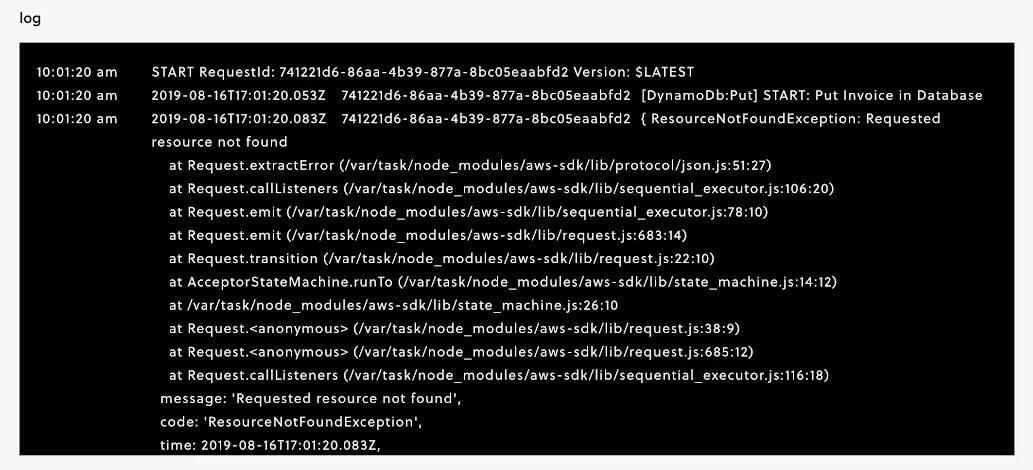 log
10:01:20 am START RequestId: 741221d6-86aa-4b39-877a-8bc05eaabfd2 Version: $LATEST
10:01:20 am 2019-08-16T17:01:20.053Z 741221d6-86aa-4b39-877a-8bc05eaabfd2 [DynamoDb:Put] START: Put Invoice in Database
10:01:20 am 2019-08-16T17:01:20.083Z 741221d6-86aa-4b39-877a-8bc05eaabfd2 { ResourceNotFoundException: Requested
resource not found
at Request.extractError (/var/task/node_modules/aws-sdk/lib/protocol/json.js:51:27)
at Request.callListeners (/var/task/node_modules/aws-sdk/lib/sequential_executor.js:106:20)
at Request.emit (/var/task/node_modules/aws-sdk/lib/sequential_executor.js:78:10)
at Request.emit (/var/task/node_modules/aws-sdk/lib/request.js:683:14)
at Request.transition (/var/task/node_modules/aws-sdk/lib/request.js:22:10)
at AcceptorStateMachine.runTo (/var/task/node_modules/aws-sdk/lib/state_machine.js:14:12)
at /var/task/node_modules/aws-sdk/lib/state_machine.js:26:10
at Request.<anonymous> (/var/task/node_modules/aws-sdk/lib/request.js:38:9)
at Request.<anonymous> (/var/task/node_modules/aws-sdk/lib/request.js:685:12)
at Request.callListeners (/var/task/node_modules/aws-sdk/lib/sequential_executor.js:116:18)
message: 'Requested resource not found',
code: 'ResourceNotFoundException',
time: 2019-08-16T17:01:20.083Z,